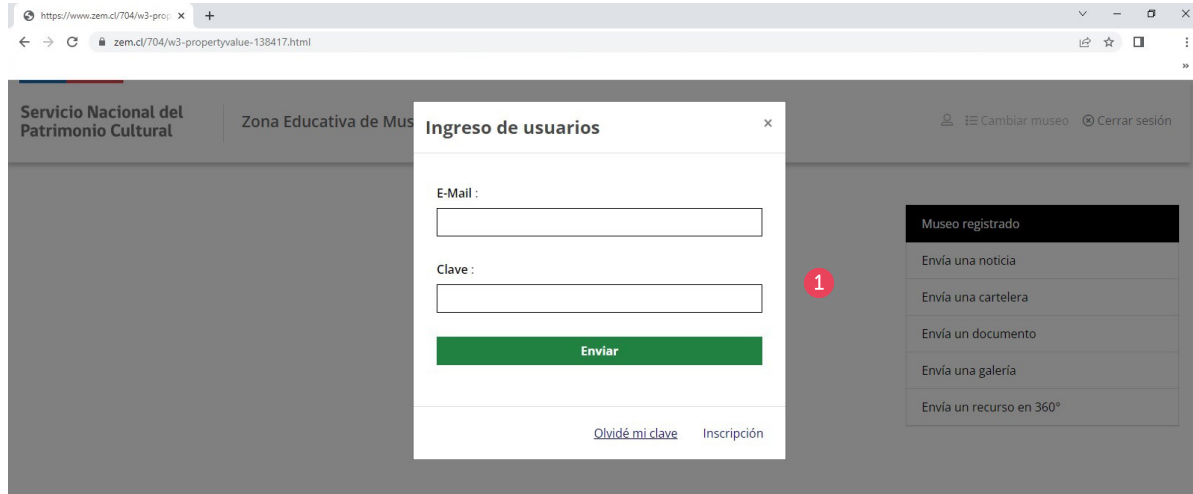 https://www.zem.cl/704/w3-prop
zem.cl/704/w3-propertyvalue-138417.html
Servicio Nacional del
Patrimonio Cultural
Zona Educativa de Mus
Cambiar museo
Cerrar sesión
Ingreso de usuarios
E-Mail :
Clave :
Enviar
Olvidé mi clave
Inscripción
1
Museo registrado
Envía una noticia
Envía una cartelera
Envía un documento
Envía una galería
Envía un recurso en 360°